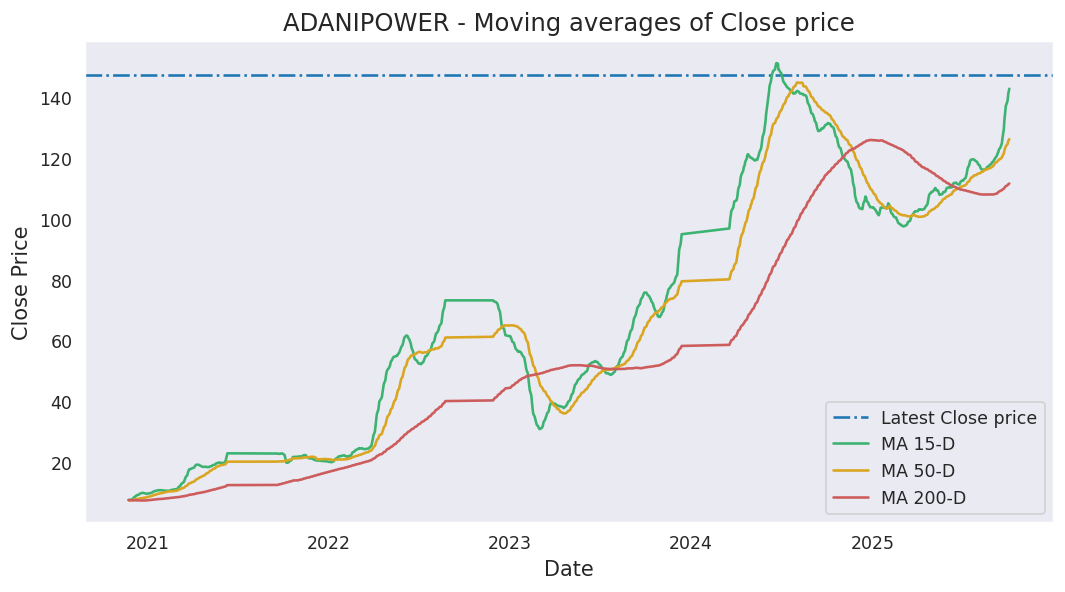 ADANIPOWER - Moving averages of Close price
Close Price
140
120
100
80
60
40
20
2021
2022
2023
2024
2025
Date
Latest Close price
MA 15-D
MA 50-D
MA 200-D